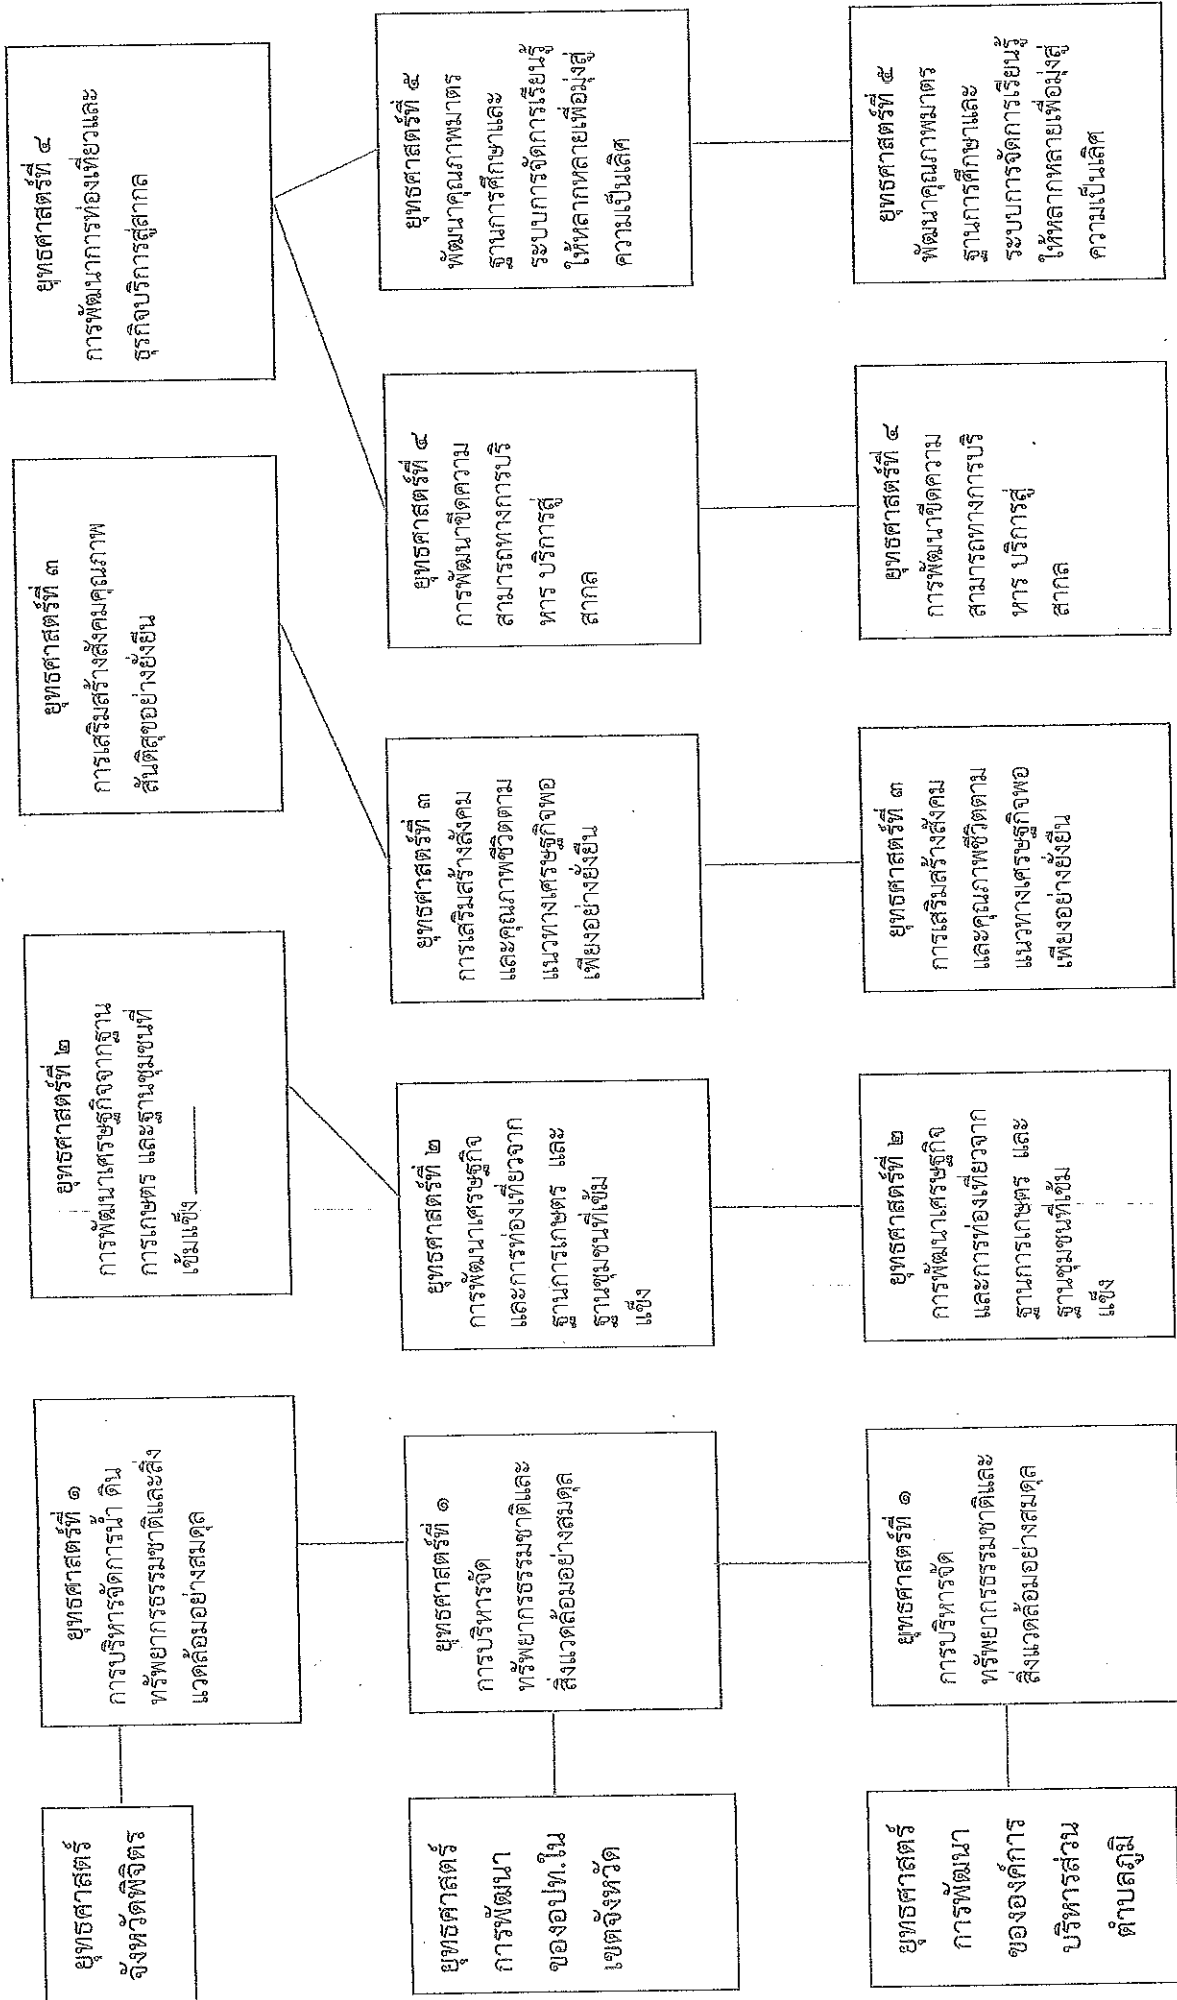 ยุทธศาสตร์
จังหวัดพิจิตร
ยุทธศาสตร์ที่ ๑
การบริหารจัดการน้ำ ดิน
ทรัพยากรธรรมชาติและสิ่ง
แวดล้อมอย่างสมดุล
ยุทธศาสตร์ที่ ๒
การพัฒนาเศรษฐกิจจากฐาน
การเกษตร และฐานชุมชนที่
เข้มแข็ง
ยุทธศาสตร์ที่ ๓
การเสริมสร้างสังคมคุณภาพ
สันติสุขอย่างยั่งยืน
ยุทธศาสตร์ที่ ๔
การพัฒนาการท่องเที่ยวและ
ธุรกิจบริการสู่สากล
ยุทธศาสตร์
การพัฒนา
ของอปท.ใน
เขตจังหวัด
ยุทธศาสตร์ที่ ๑
การบริหารจัด
ทรัพยากรธรรมชาติและ
สิ่งแวดล้อมอย่างสมดุล
ยุทธศาสตร์ที่ ๒
การพัฒนาเศรษฐกิจ
และการท่องเที่ยวจาก
ฐานการเกษตร และ
ฐานชุมชนที่เข้ม
แข็ง
ยุทธศาสตร์ที่ ๓
การเสริมสร้างสังคม
และคุณภาพชีวิตตาม
แนวทางเศรษฐกิจพอ
เพียงอย่างยั่งยืน
ยุทธศาสตร์ที่ ๔
การพัฒนาขีดความ
สามารถทางการบริ
หาร บริการสู่
สากล
ยุทธศาสตร์ที่ ๕
พัฒนาคุณภาพมาตร
ฐานการศึกษาและ
ระบบการจัดการเรียนรู้
ให้หลากหลายเพื่อมุ่งสู่
ความเป็นเลิศ
ยุทธศาสตร์
การพัฒนา
ขององค์การ
บริหารส่วน
ตำบลภูมิ
ยุทธศาสตร์ที่ ๑
การบริหารจัด
ทรัพยากรธรรมชาติและ
สิ่งแวดล้อมอย่างสมดุล
ยุทธศาสตร์ที่ ๒
การพัฒนาเศรษฐกิจ
และการท่องเที่ยวจาก
ฐานการเกษตร และ
ฐานชุมชนที่เข้ม
แข็ง
ยุทธศาสตร์ที่ ๓
การเสริมสร้างสังคม
และคุณภาพชีวิตตาม
แนวทางเศรษฐกิจพอ
เพียงอย่างยั่งยืน
ยุทธศาสตร์ที่ ๔
การพัฒนาขีดความ
สามารถทางการบริ
หาร บริการสู่
สากล
ยุทธศาสตร์ที่ ๕
พัฒนาคุณภาพมาตร
ฐานการศึกษาและ
ระบบการจัดการเรียนรู้
ให้หลากหลายเพื่อมุ่งสู่
ความเป็นเลิศ